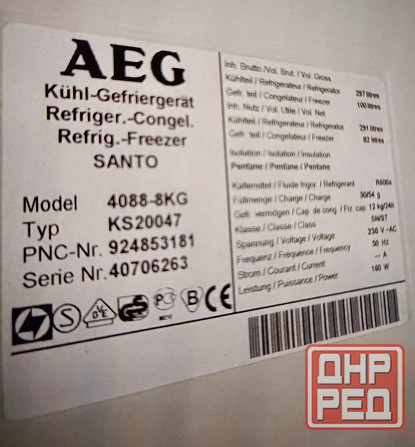 AEG
Kühl-Gefriergerät
Refriger.-Congel.
Refrig.-Freezer
SANTO
Model 4088-8KG
Typ KS20047
PNC-Nr. 924853181
Serie Nr. 40706263
Inh. Brutto /Vol. Brut. / Vol. Gross
Kühlteil / Refrigerateur / Refrigerator 297 litres
Gefr. teil / Congelateur / Freezer 100 litres
Inh. Nutz / Vol. Utile / Vol. Net
Kühlteil / Refrigerateur / Refrigerator 291 litres
Gefr. teil / Congelateur / Freezer 82 litres
Isolation / Isolation / Insulation
Pentane / Pentane / Pentane
Kältemittel / Fluide frigor. / Refrigerant R600a
Füllmenge / Charge / Charge 30/54 g
Gefr. vermögen / Cap de cong. / Frz. cap 12 kg/24h
Klasse / Classe / Class SN/ST
Spannung / Voltage / Voltage 230 V -AC
Frequenz / Fréquence / Frequency 50 Hz
Strom / Courant / Current — A
Leistung / Puissance / Power 160 W
S
PC
B
CE
ДНР
РЕД